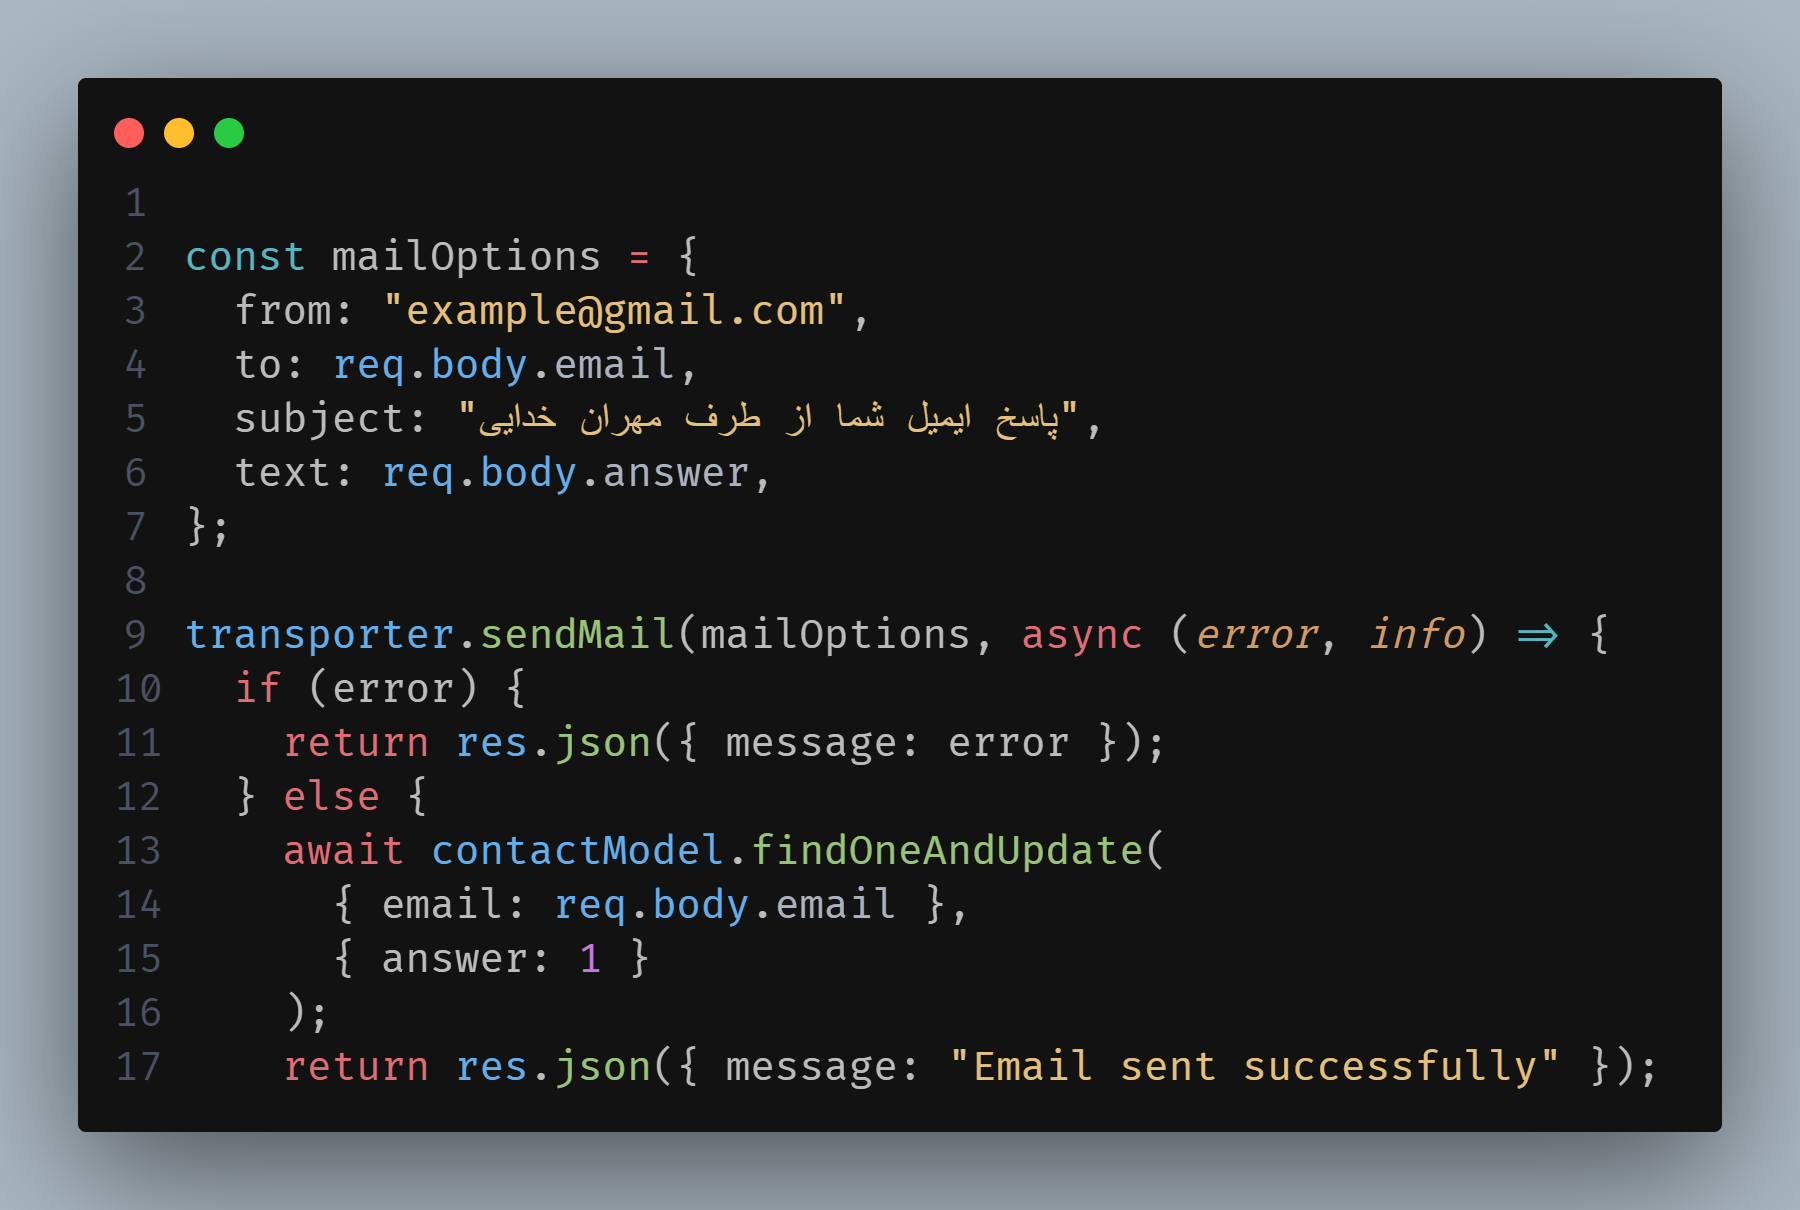 1
2 const mailOptions = {
3   from: "example@gmail.com",
4   to: req.body.email,
5   subject: "پاسخ ایمیل شما از طرف مهران خدایی",
6   text: req.body.answer,
7 };
8
9 transporter.sendMail(mailOptions, async (error, info) => {
10   if (error) {
11     return res.json({ message: error });
12   } else {
13     await contactModel.findOneAndUpdate(
14       { email: req.body.email },
15       { answer: 1 }
16     );
17     return res.json({ message: "Email sent successfully" });